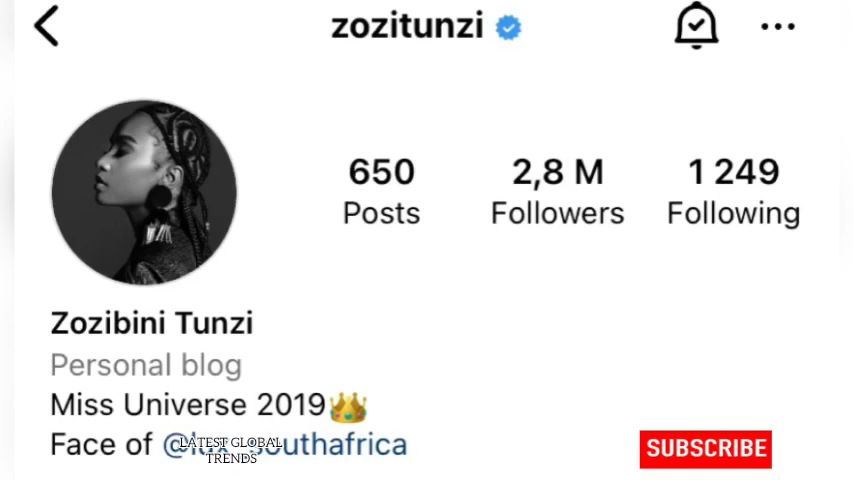 zozitunzi
650 2,8 M 1 249
Posts Followers Following
Zozibini Tunzi
Personal blog
Miss Universe 2019👑
Face of southafrica
LATEST GLOBAL
TRENDS
SUBSCRIBE